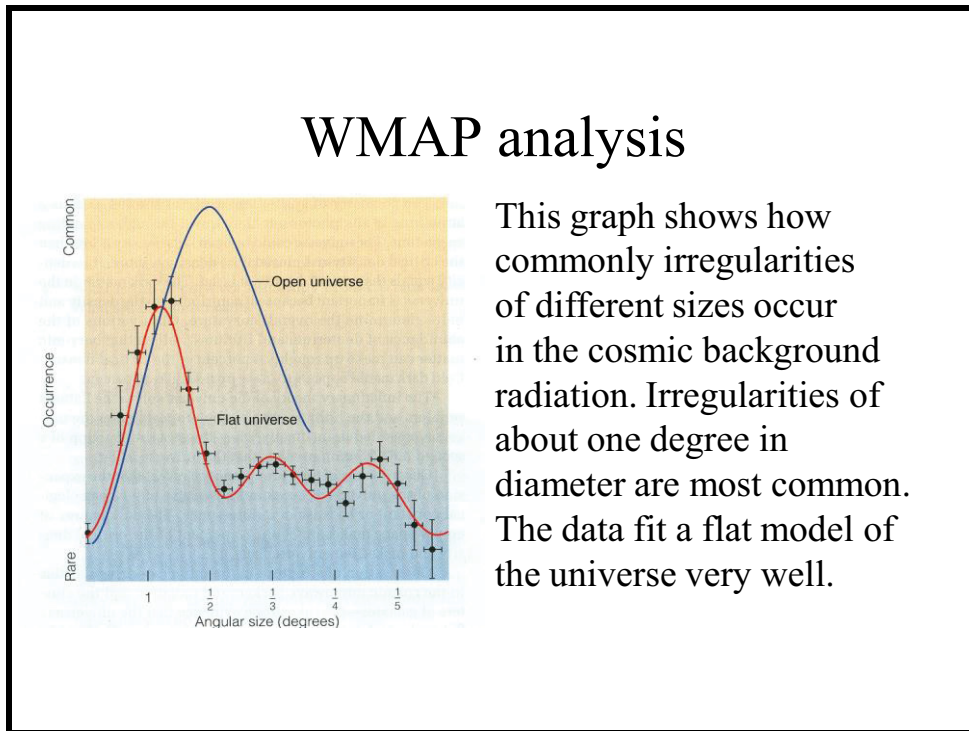 WMAP analysis
Common
Occurrence
Rare
Open universe
Flat universe
1
1/2
1/3
1/4
1/5
Angular size (degrees)
This graph shows how
commonly irregularities
of different sizes occur
in the cosmic background
radiation. Irregularities of
about one degree in
diameter are most common.
The data fit a flat model of
the universe very well.